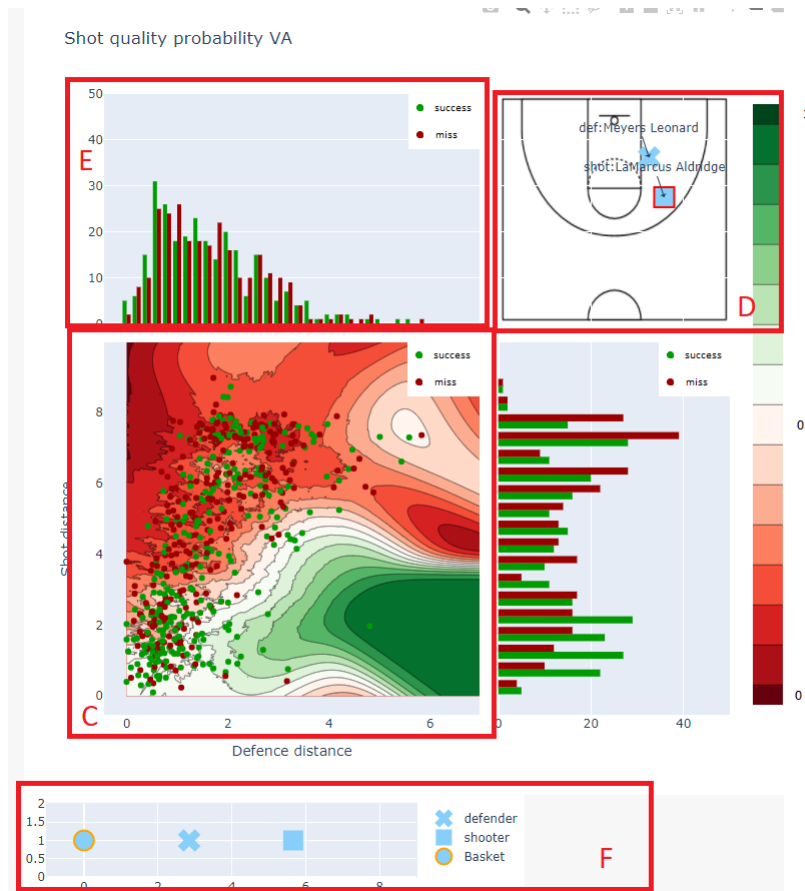 Shot quality probability VA
50
40
30
20
10
0
E
success
miss
def:Meyers Leonard
shot:LaMarcus Aldridge
D
1
0
0
8
6
4
2
0
Shot distance
success
miss
C
0
2
4
6
Defence distance
success
miss
0
20
40
2
1.5
1
0.5
0
0
2
4
6
8
defender
shooter
Basket
F